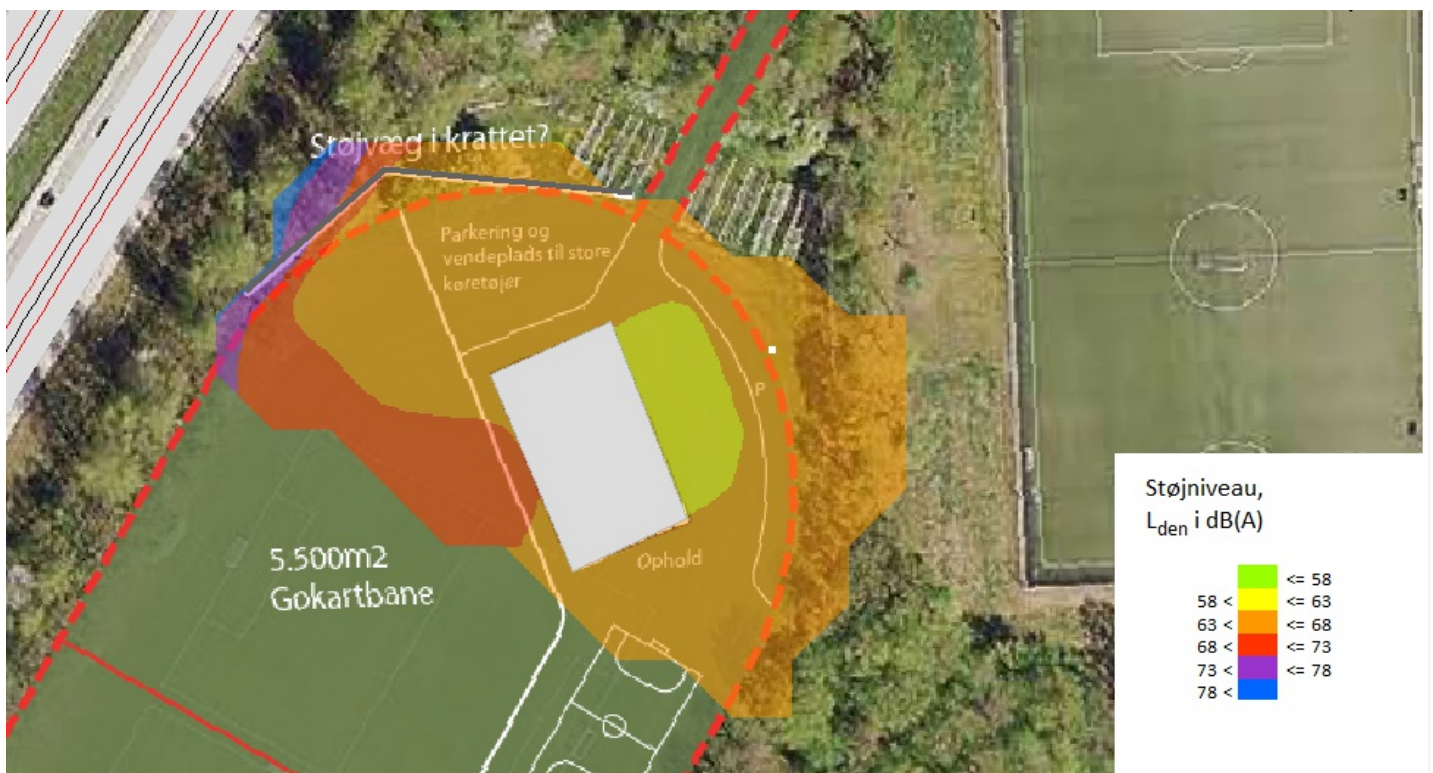 Støjvæg i krattet?
Parkering og
vendeplads til store
køretøjer
P
Ophold
5.500m2
Gokartbane
Støjniveau,
Lden i dB(A)
<= 58
58 < <= 63
63 < <= 68
68 < <= 73
73 < <= 78
78 <